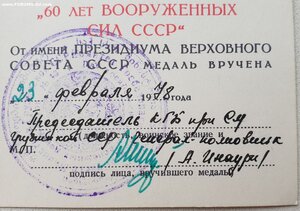 "60 ЛЕТ ВООРУЖЕННЫХ
СИЛ СССР"
От имени ПРЕЗИДИУМА ВЕРХОВНОГО
СОВЕТА СССР МЕДАЛЬ ВРУЧЕНА
„23" февраля 1978 года
Председатель КГБ при СМ
Грузинской ССР генерал-полковник
М.П.
(А. Инаури)
подпись лица, вручившего медаль